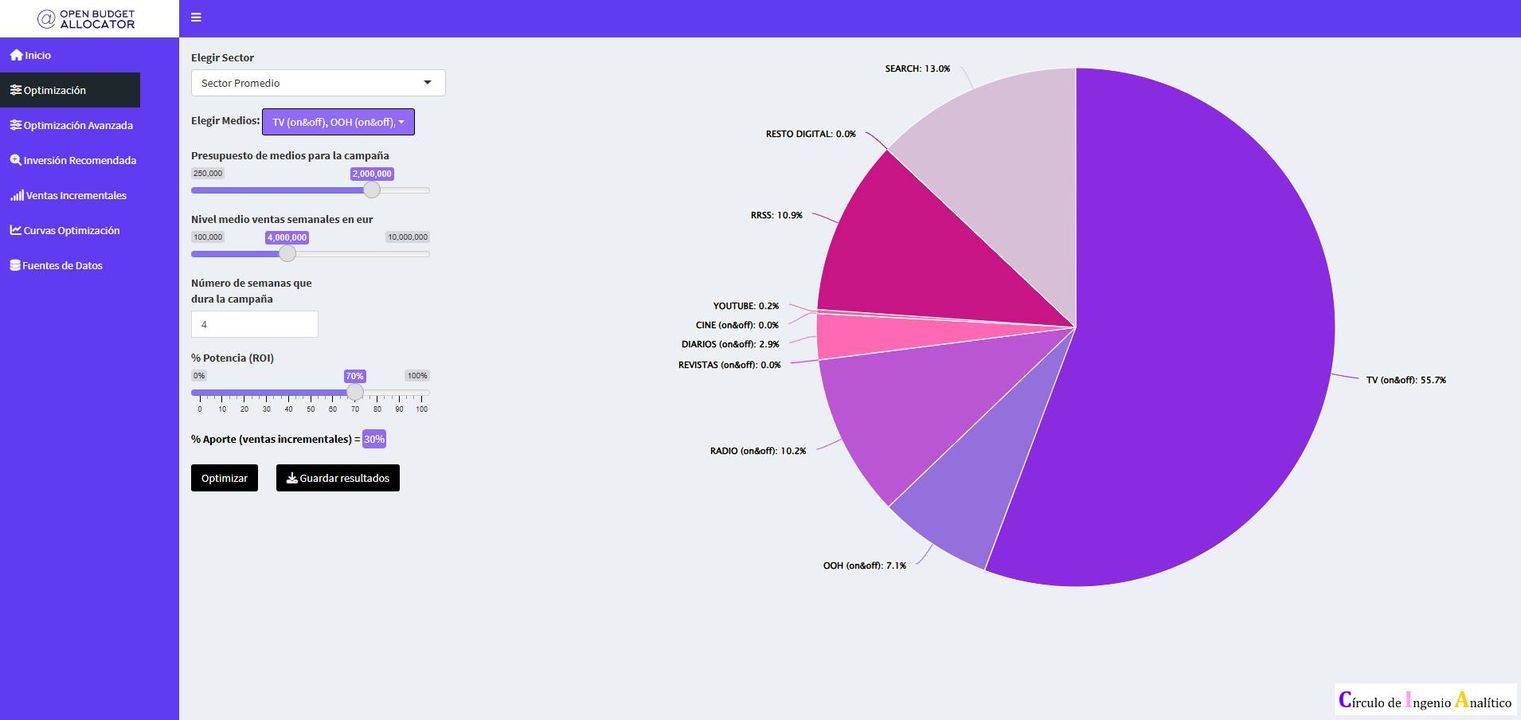 OPEN BUDGET
ALLOCATOR
Inicio
Optimización
Optimización Avanzada
Inversión Recomendada
Ventas Incrementales
Curvas Optimización
Fuentes de Datos
Elegir Sector
Sector Promedio
Elegir Medios: TV (on&off), OOH (on&off),
Presupuesto de medios para la campaña
250,000 2,000,000
Nivel medio ventas semanales en eur
100,000 4,000,000 10,000,000
Número de semanas que
dura la campaña
4
% Potencia (ROI)
0% 70% 100%
0 10 20 30 40 50 60 70 80 90 100
% Aporte (ventas incrementales) = 30%
Optimizar Guardar resultados
SEARCH: 13.0%
RESTO DIGITAL: 0.0%
RRSS: 10.9%
YOUTUBE: 0.2%
CINE (on&off): 0.0%
DIARIOS (on&off): 2.9%
REVISTAS (on&off): 0.0%
TV (on&off): 55.7%
RADIO (on&off): 10.2%
OOH (on&off): 7.1%
Círculo de Ingenio Analítico